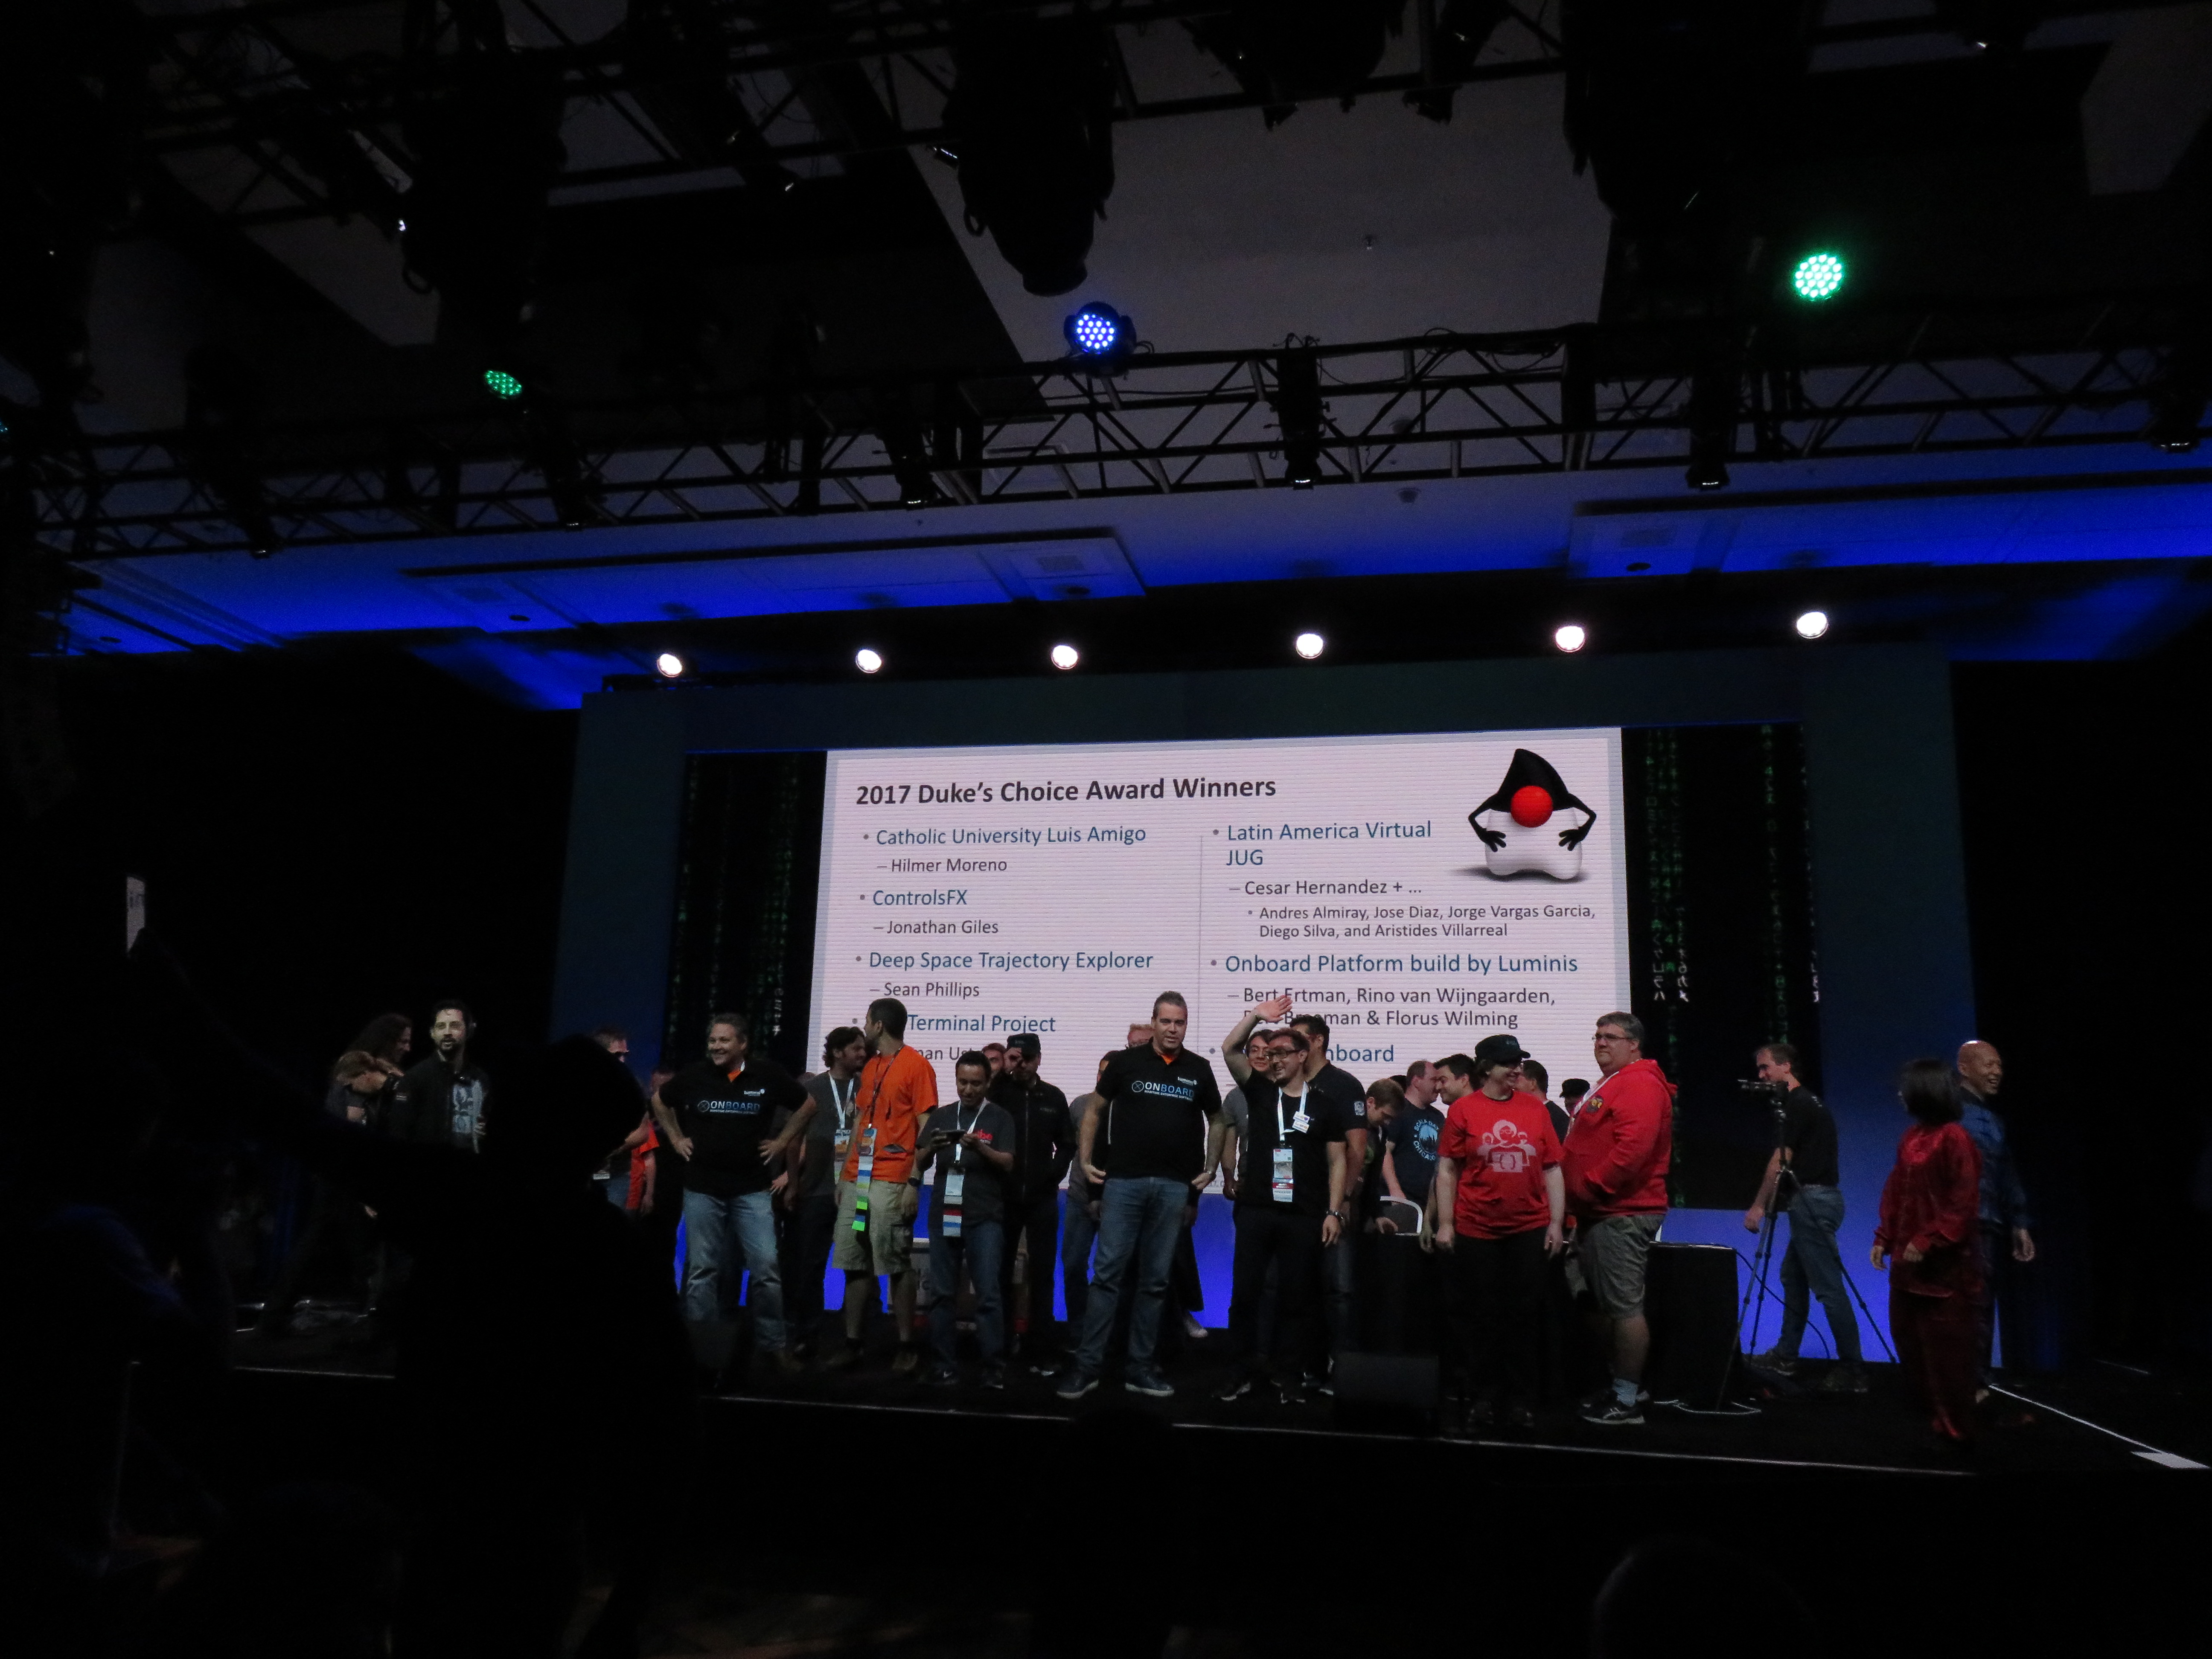 2017 Duke's Choice Award Winners
• Catholic University Luis Amigo
– Hilmer Moreno
• ControlsFX
– Jonathan Giles
• Deep Space Trajectory Explorer
– Sean Phillips
Terminal Project
• Latin America Virtual
JUG
– Cesar Hernandez + ...
• Andres Almiray, Jose Diaz, Jorge Vargas Garcia,
Diego Silva, and Aristides Villarreal
• Onboard Platform build by Luminis
– Bert Ertman, Rino van Wijngaarden,
& Florus Wilming
ONBOARD
ONBOARD